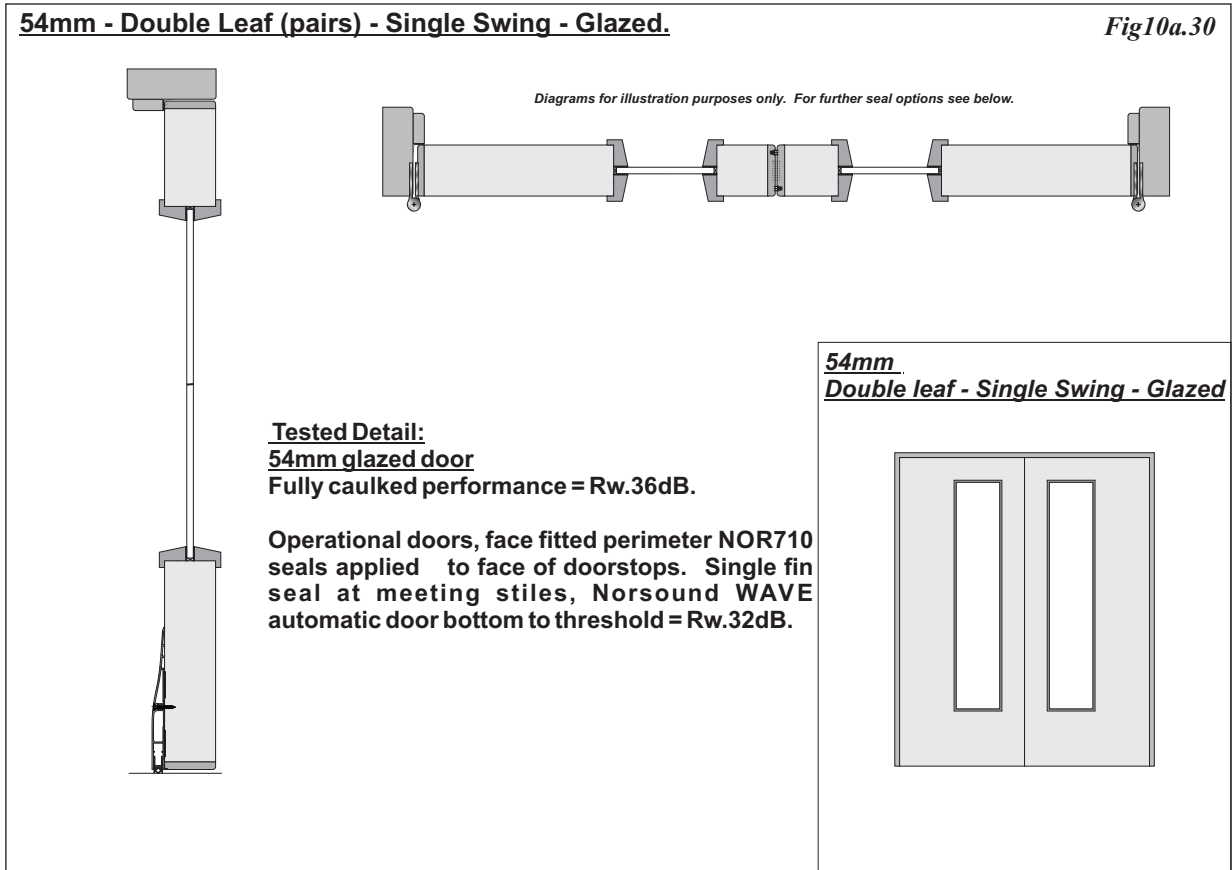 54mm - Double Leaf (pairs) - Single Swing - Glazed.
Fig10a.30
Diagrams for illustration purposes only. For further seal options see below.
54mm
Double leaf - Single Swing - Glazed
Tested Detail:
54mm glazed door
Fully caulked performance = Rw.36dB.
Operational doors, face fitted perimeter NOR710
seals applied to face of doorstops. Single fin
seal at meeting stiles, Norsound WAVE
automatic door bottom to threshold = Rw.32dB.